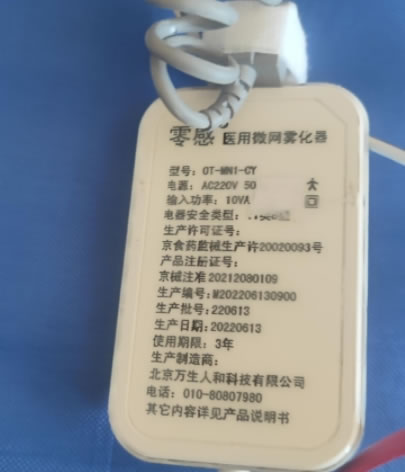 零感 医用微网雾化器
型号: OT-MN1-CY
电源: AC220V 50
输入功率: 10VA
电器安全类型:
生产许可证号:
京食药监械生产许20020093号
产品注册证号:
京械注准20212080109
生产编号:M202206130900
生产批号:220613
生产日期:20220613
使用期限: 3年
生产制造商:
北京万生人和科技有限公司
电话: 010-80807980
其它内容详见产品说明书